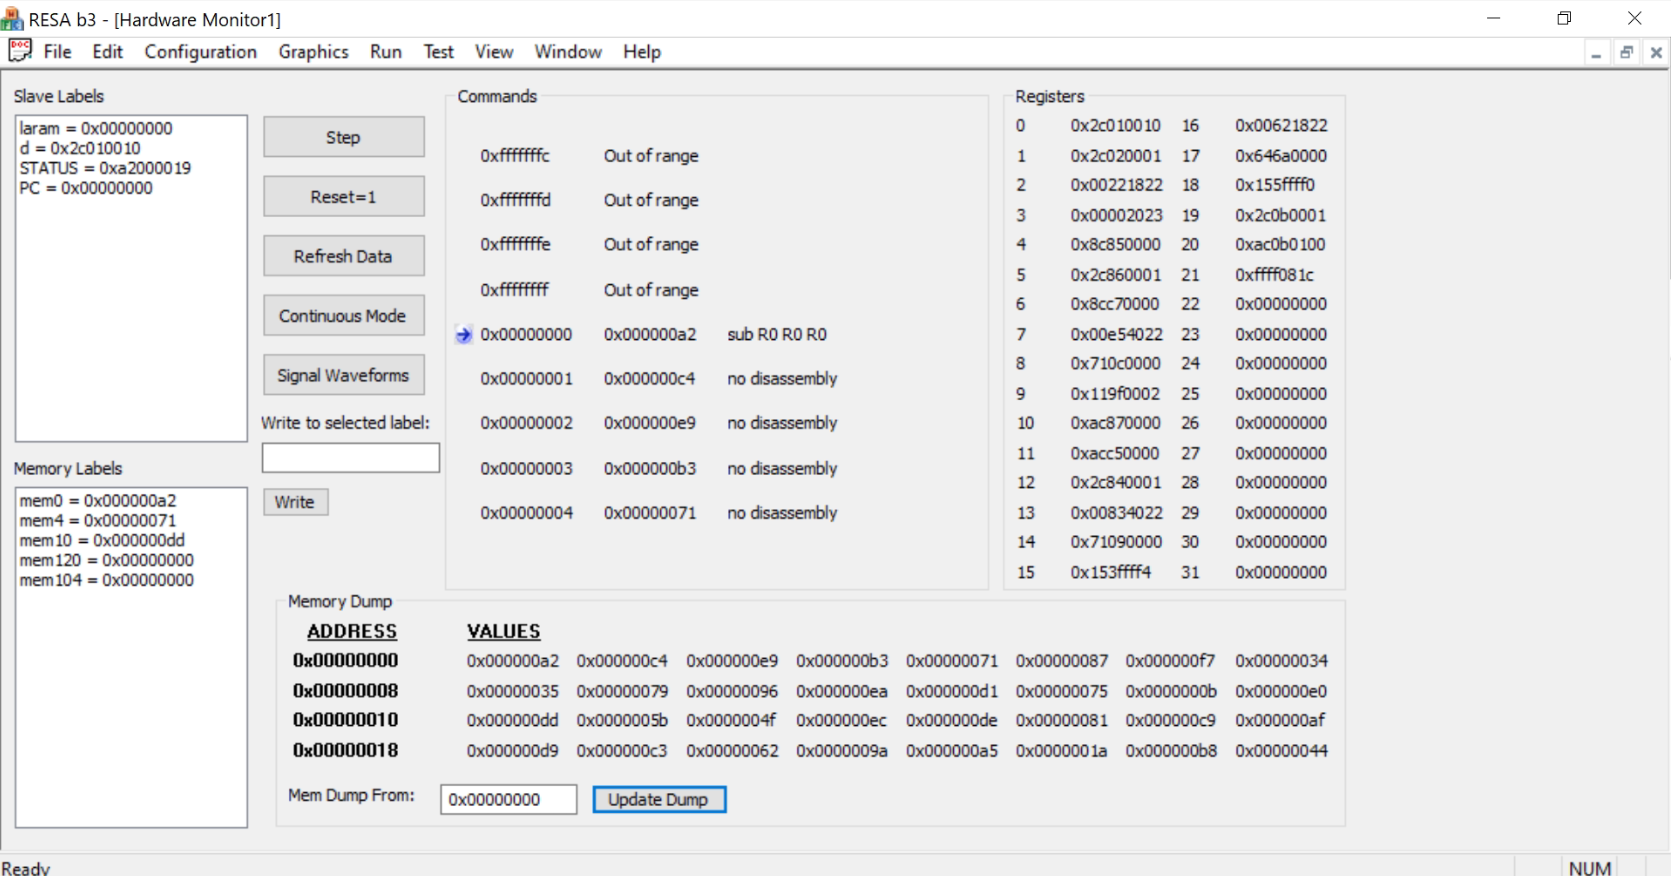 RESA b3 - [Hardware Monitor1]
File Edit Configuration Graphics Run Test View Window Help
Slave Labels
laram = 0x00000000
d = 0x2c010010
STATUS = 0xa2000019
PC = 0x00000000
Step
Reset=1
Refresh Data
Continuous Mode
Signal Waveforms
Write to selected label:
Write
Memory Labels
mem0 = 0x000000a2
mem4 = 0x00000071
mem10 = 0x000000dd
mem120 = 0x00000000
mem104 = 0x00000000
Commands
0xfffffffc Out of range
0xfffffffd Out of range
0xfffffffe Out of range
0xffffffff Out of range
0x00000000 0x000000a2 sub R0 R0 R0
0x00000001 0x000000c4 no disassembly
0x00000002 0x000000e9 no disassembly
0x00000003 0x000000b3 no disassembly
0x00000004 0x00000071 no disassembly
Registers
0 0x2c010010 16 0x00621822
1 0x2c020001 17 0x646a0000
2 0x00221822 18 0x155ffff0
3 0x00002023 19 0x2c0b0001
4 0x8c850000 20 0xac0b0100
5 0x2c860001 21 0xffff081c
6 0x8cc70000 22 0x00000000
7 0x00e54022 23 0x00000000
8 0x710c0000 24 0x00000000
9 0x119f0002 25 0x00000000
10 0xac870000 26 0x00000000
11 0xacc50000 27 0x00000000
12 0x2c840001 28 0x00000000
13 0x00834022 29 0x00000000
14 0x71090000 30 0x00000000
15 0x153ffff4 31 0x00000000
Memory Dump
ADDRESS VALUES
0x00000000 0x000000a2 0x000000c4 0x000000e9 0x000000b3 0x00000071 0x00000087 0x000000f7 0x00000034
0x00000008 0x00000035 0x00000079 0x00000096 0x000000ea 0x000000d1 0x00000075 0x0000000b 0x000000e0
0x00000010 0x000000dd 0x0000005b 0x0000004f 0x000000ec 0x000000de 0x00000081 0x000000c9 0x000000af
0x00000018 0x000000d9 0x000000c3 0x00000062 0x0000009a 0x000000a5 0x0000001a 0x000000b8 0x00000044
Mem Dump From: 0x00000000 Update Dump
Ready NUM